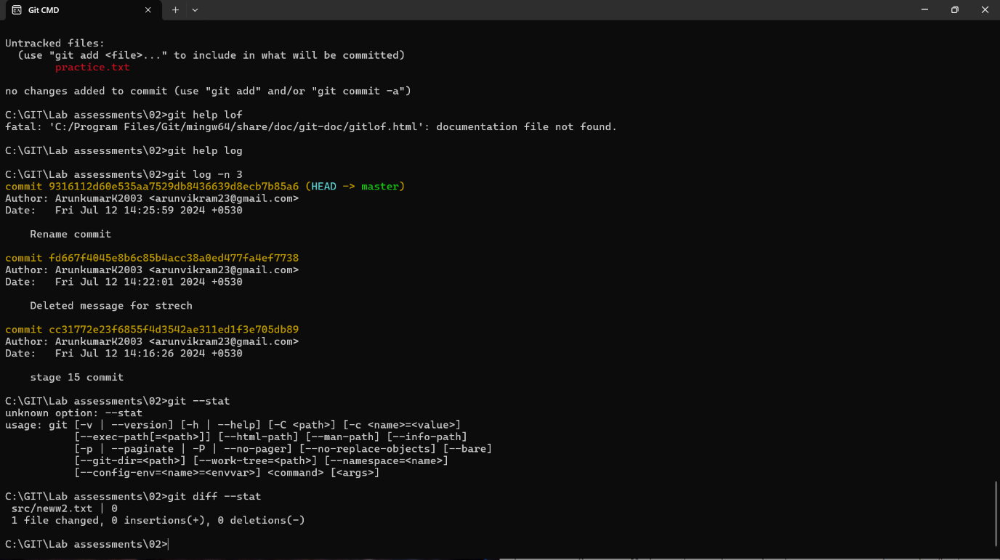 Git CMD
Untracked files:
  (use "git add <file>..." to include in what will be committed)
        practice.txt
no changes added to commit (use "git add" and/or "git commit -a")
C:\GIT\Lab assessments\02>git help lof
fatal: 'C:/Program Files/Git/mingw64/share/doc/git-doc/gitlof.html': documentation file not found.
C:\GIT\Lab assessments\02>git help log
C:\GIT\Lab assessments\02>git log -n 3
commit 9316112d60e535aa7529db8436639d8ecb7b85a6 (HEAD -> master)
Author: ArunkumarK2003 <arunvikram23@gmail.com>
Date:   Fri Jul 12 14:25:59 2024 +0530
    Rename commit
commit fd667f4045e8b6c85b4acc38a0ed477fa4ef7738
Author: ArunkumarK2003 <arunvikram23@gmail.com>
Date:   Fri Jul 12 14:22:01 2024 +0530
    Deleted message for strech
commit cc31772e23f6855f4d3542ae311ed1f3e705db89
Author: ArunkumarK2003 <arunvikram23@gmail.com>
Date:   Fri Jul 12 14:16:26 2024 +0530
    stage 15 commit
C:\GIT\Lab assessments\02>git --stat
unknown option: --stat
usage: git [-v | --version] [-h | --help] [-C <path>] [-c <name>=<value>]
           [--exec-path[=<path>]] [--html-path] [--man-path] [--info-path]
           [-p | --paginate | -P | --no-pager] [--no-replace-objects] [--bare]
           [--git-dir=<path>] [--work-tree=<path>] [--namespace=<name>]
           [--config-env=<name>=<envvar>] <command> [<args>]
C:\GIT\Lab assessments\02>git diff --stat
 src/neww2.txt | 0
 1 file changed, 0 insertions(+), 0 deletions(-)
C:\GIT\Lab assessments\02>